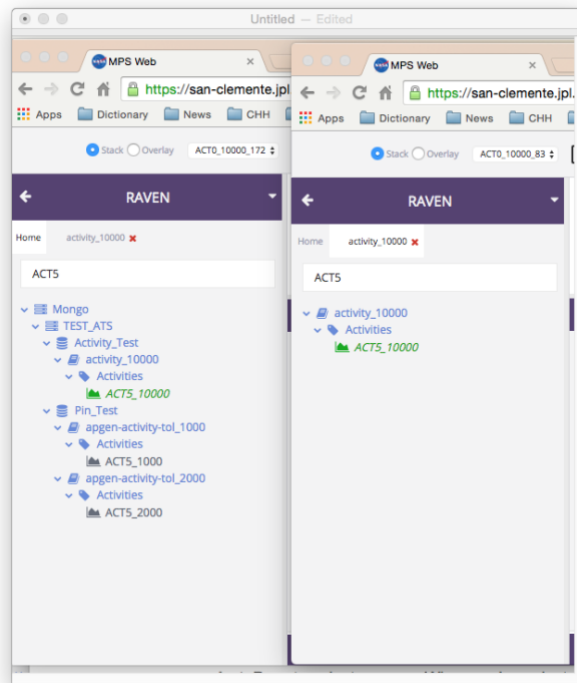 Untitled — Edited
MPS Web
https://san-clemente.jpl.
Apps Dictionary News CHH
Stack Overlay ACT0_10000_172
RAVEN
Home activity_10000
ACT5
Mongo
TEST_ATS
Activity_Test
activity_10000
Activities
ACT5_10000
Pin_Test
apgen-activity-tol_1000
Activities
ACT5_1000
apgen-activity-tol_2000
Activities
ACT5_2000
MPS Web
https://san-clemente.jpl.
Apps Dictionary News CHH
Stack Overlay ACT0_10000_83
RAVEN
Home activity_10000
ACT5
activity_10000
Activities
ACT5_10000